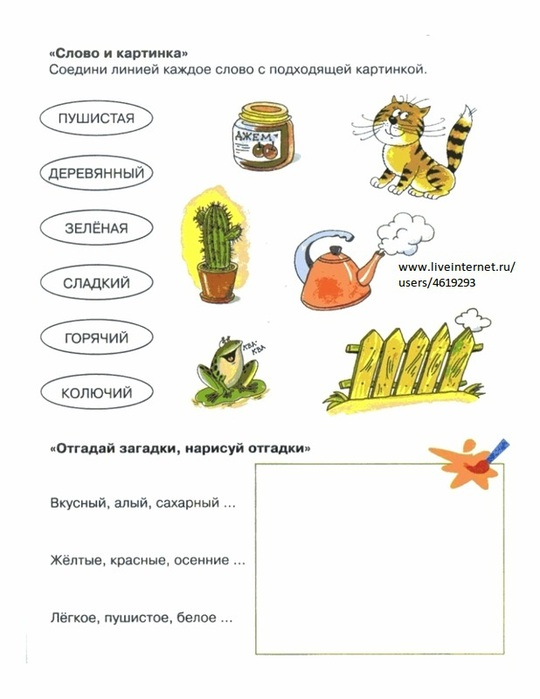 «Слово и картинка»
Соедини линией каждое слово с подходящей картинкой.
ПУШИСТАЯ
ДЕРЕВЯННЫЙ
ЗЕЛЁНАЯ
СЛАДКИЙ
ГОРЯЧИЙ
КОЛЮЧИЙ
ДЖЕМ
www.liveinternet.ru/
users/4619293
КВА-
КВА
«Отгадай загадки, нарисуй отгадки»
Вкусный, алый, сахарный ...
Жёлтые, красные, осенние ...
Лёгкое, пушистое, белое ...